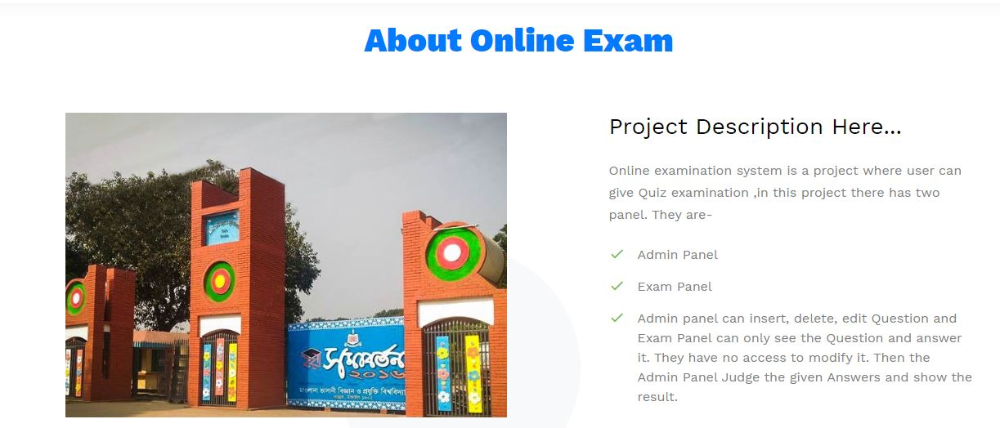 About Online Exam
Project Description Here...
Online examination system is a project where user can
give Quiz examination ,in this project there has two
panel. They are-
Admin Panel
Exam Panel
Admin panel can insert, delete, edit Question and
Exam Panel can only see the Question and answer
it. They have no access to modify it. Then the
Admin Panel Judge the given Answers and show the
result.
সমাবর্তন
২০১৬
মাওলানা ভাসানী বিজ্ঞান ও প্রযুক্তি বিশ্ববিদ্যা